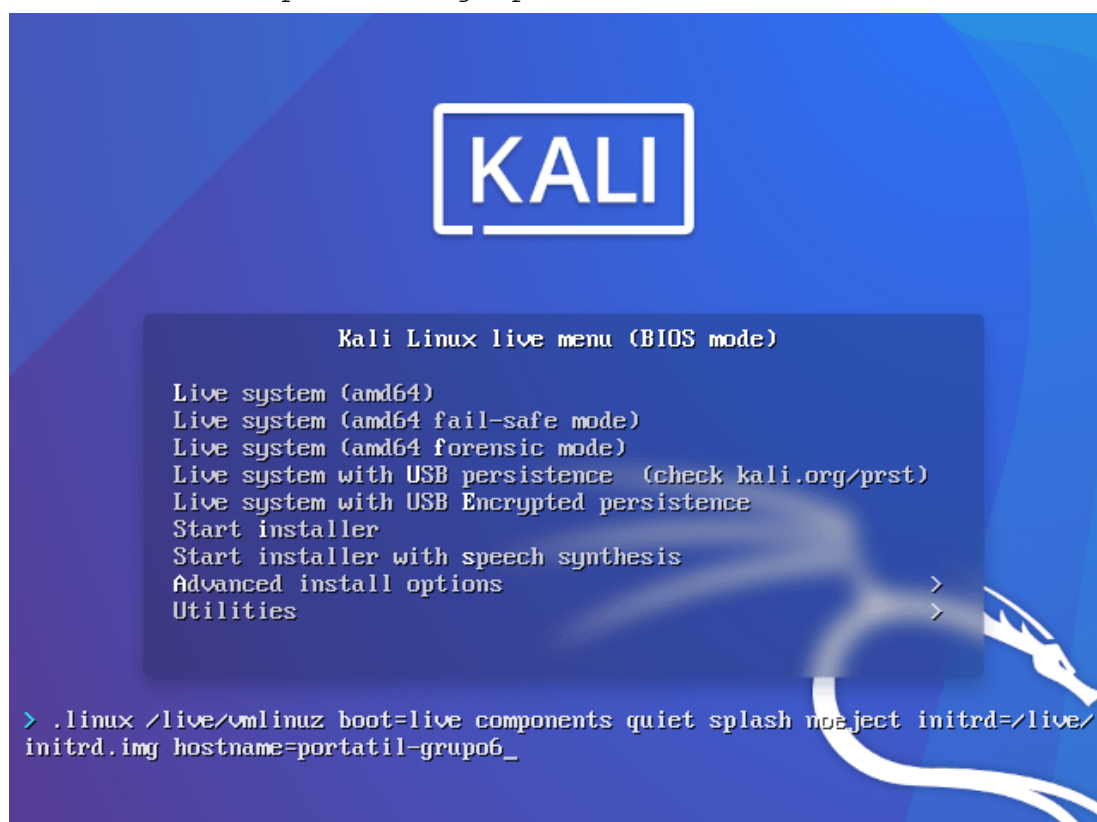 KALI
Kali Linux live menu (BIOS mode)
Live system (amd64)
Live system (amd64 fail-safe mode)
Live system (amd64 forensic mode)
Live system with USB persistence (check kali.org/prst)
Live system with USB Encrypted persistence
Start installer
Start installer with speech synthesis
Advanced install options >
Utilities >
> .linux /live/vmlinuz boot=live components quiet splash noeject initrd=/live/
initrd.img hostname=portatil-grupo6_